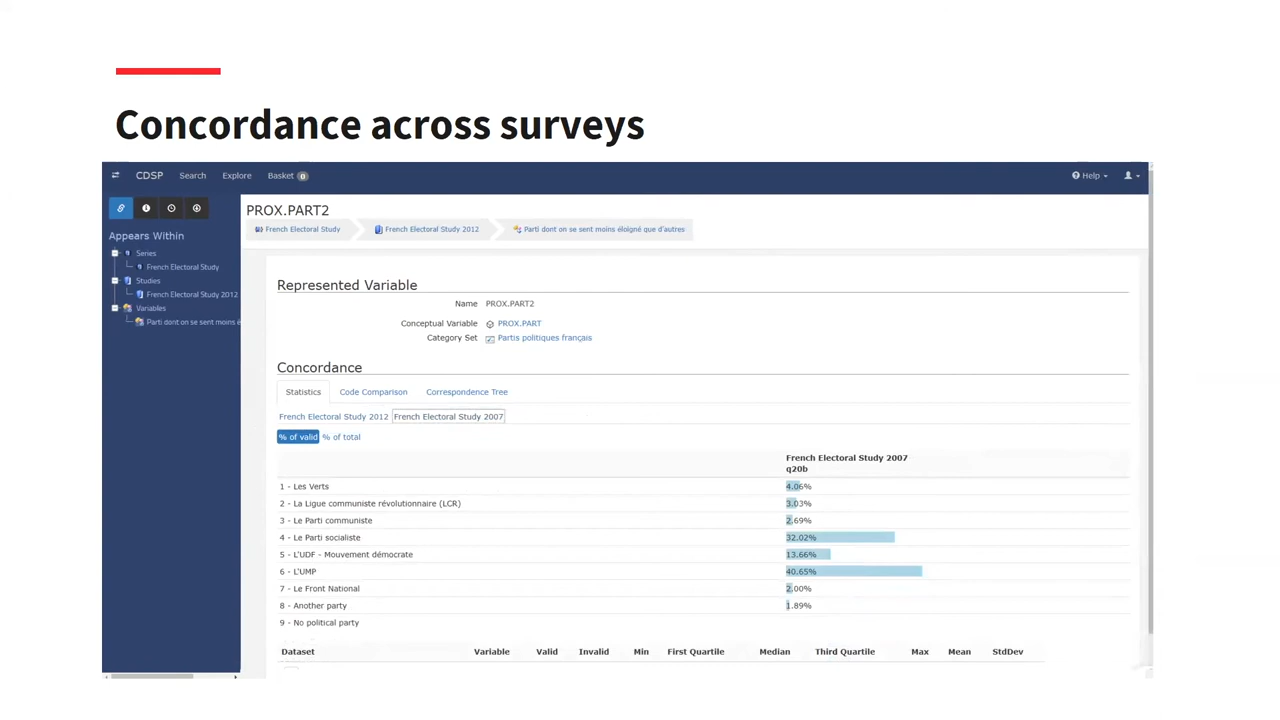 Concordance across surveys
CDSP Search Explore Basket 0 Help
PROX.PART2
French Electoral Study French Electoral Study 2012 Parti dont on se sent moins éloigné que d'autres
Appears Within
Series
French Electoral Study
Studies
French Electoral Study 2012
Variables
Parti dont on se sent moins é
Represented Variable
Name PROX.PART2
Conceptual Variable PROX.PART
Category Set Partis politiques français
Concordance
Statistics Code Comparison Correspondence Tree
French Electoral Study 2012 French Electoral Study 2007
% of valid % of total
French Electoral Study 2007
q20b
1 - Les Verts 4.06%
2 - La Ligue communiste révolutionnaire (LCR) 3.03%
3 - Le Parti communiste 2.69%
4 - Le Parti socialiste 32.02%
5 - L'UDF - Mouvement démocrate 13.66%
6 - L'UMP 40.65%
7 - Le Front National 2.00%
8 - Another party 1.89%
9 - No political party
Dataset Variable Valid Invalid Min First Quartile Median Third Quartile Max Mean StdDev